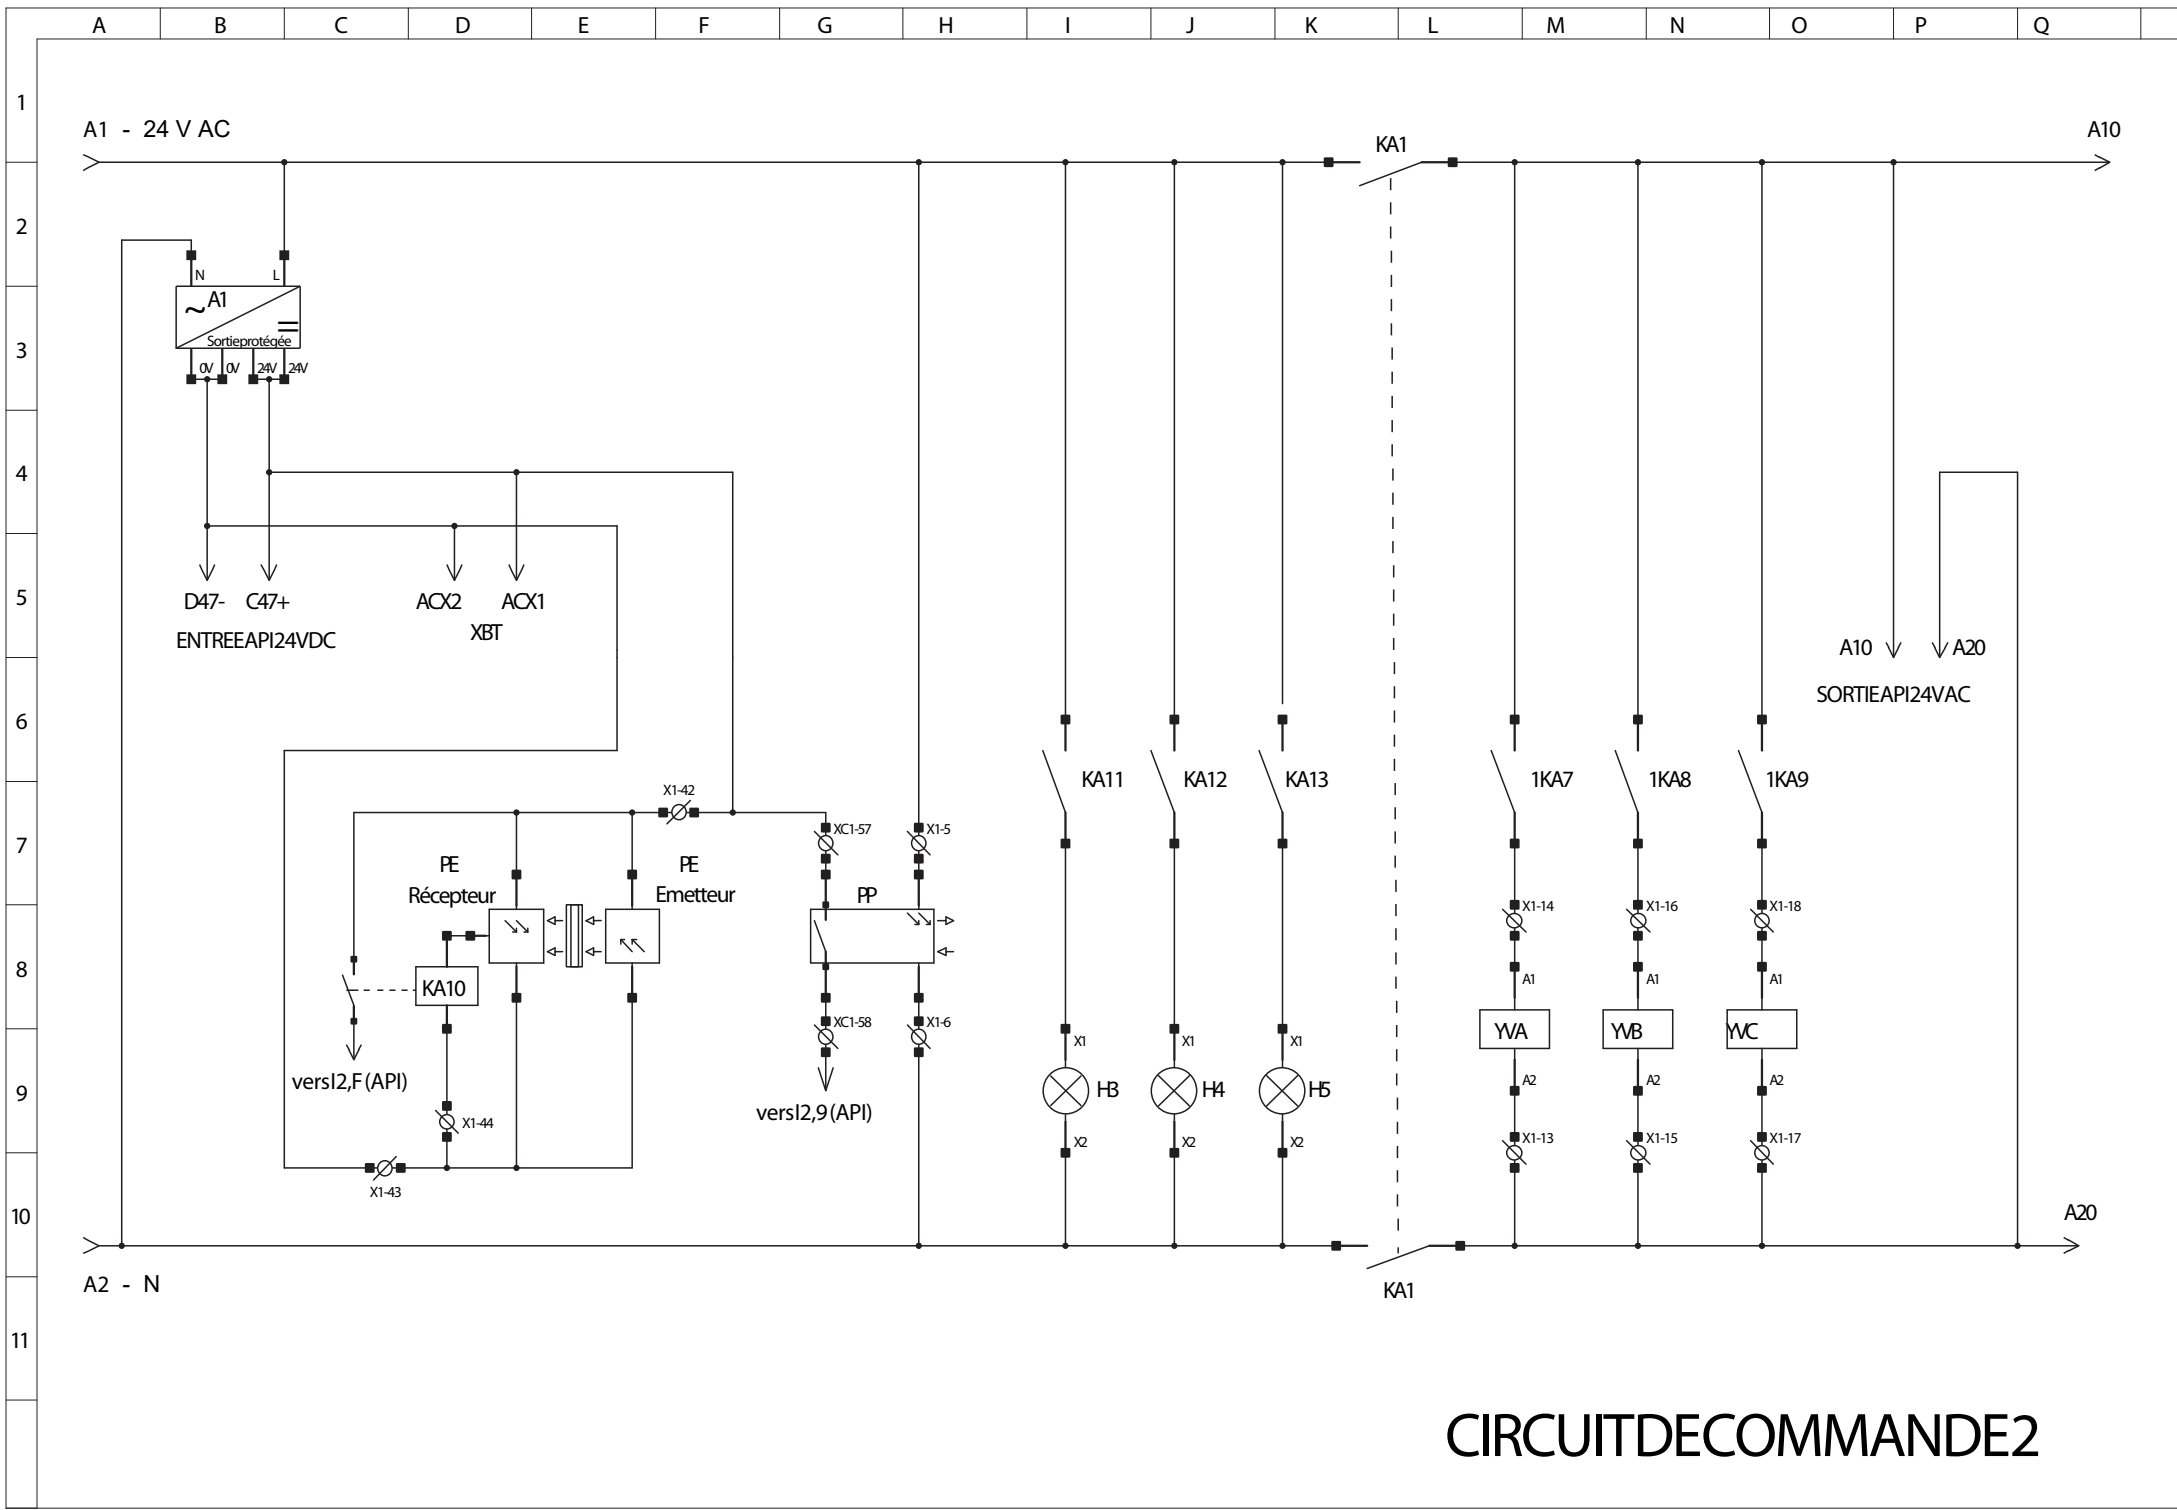 A B C D E F G H I J K L M N O P Q
1
A1 - 24 V AC
KA1
A10
2
N L
A1
~ =
Sortieprotégée
3
0V 0V 24V 24V
4
5
D47- C47+ ACX2 ACX1
ENTREEAPI24VDC XBT
A10 A20
SORTIEAPI24VAC
6
KA11 KA12 KA13 1KA7 1KA8 1KA9
X1-42
7
XC1-57 X1-5
PE PE
Récepteur Emetteur PP
X1-14 X1-16 X1-18
8
A1 A1 A1
KA10
XC1-58 X1-6
YVA YVB YVC
X1 X1 X1
versI2,F (API)
A2 A2 A2
9
H3 H4 H5
versI2,9 (API)
X1-44
X2 X2 X2
X1-13 X1-15 X1-17
X1-43
10
A20
A2 - N
KA1
11
CIRCUITDECOMMANDE2